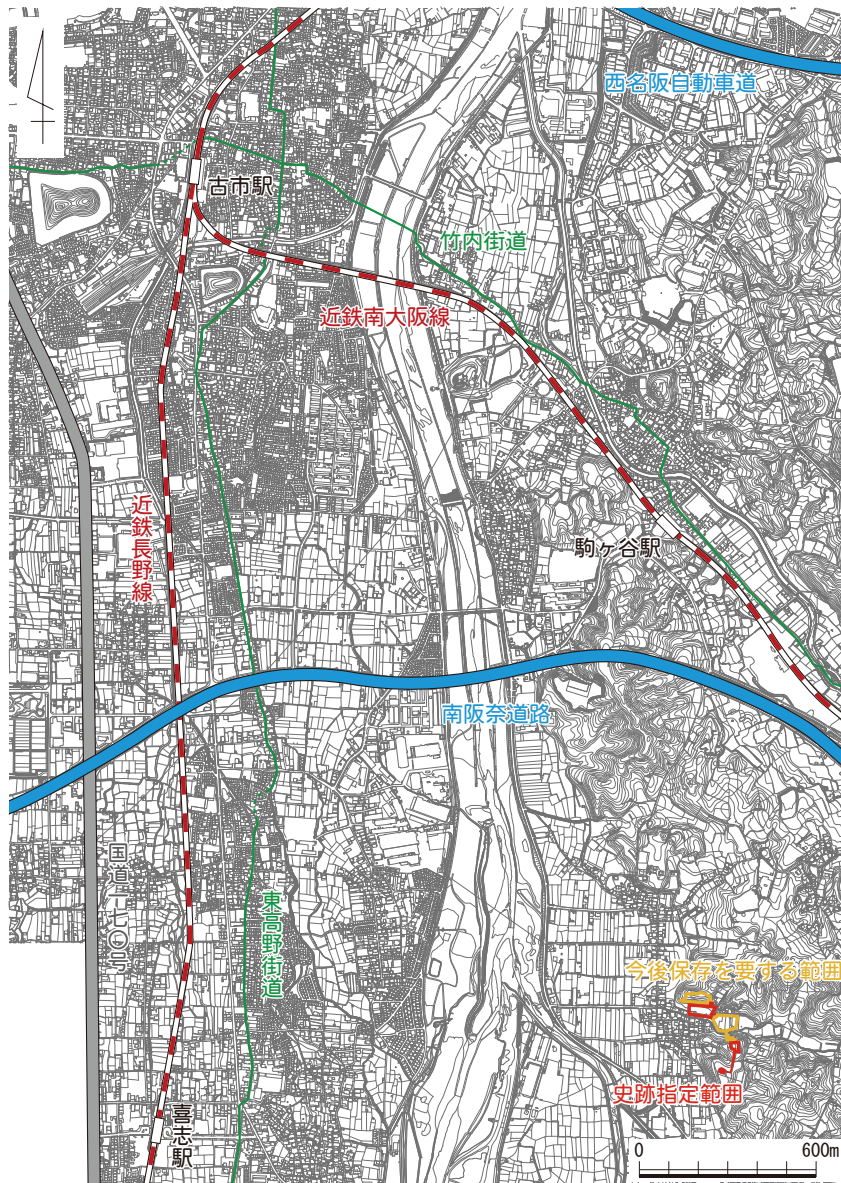 西名阪自動車道
古市駅
竹内街道
近鉄南大阪線
近鉄長野線
駒ヶ谷駅
南阪奈道路
国道一七〇号
東高野街道
今後保存を要する範囲
史跡指定範囲
喜志駅
0 600m